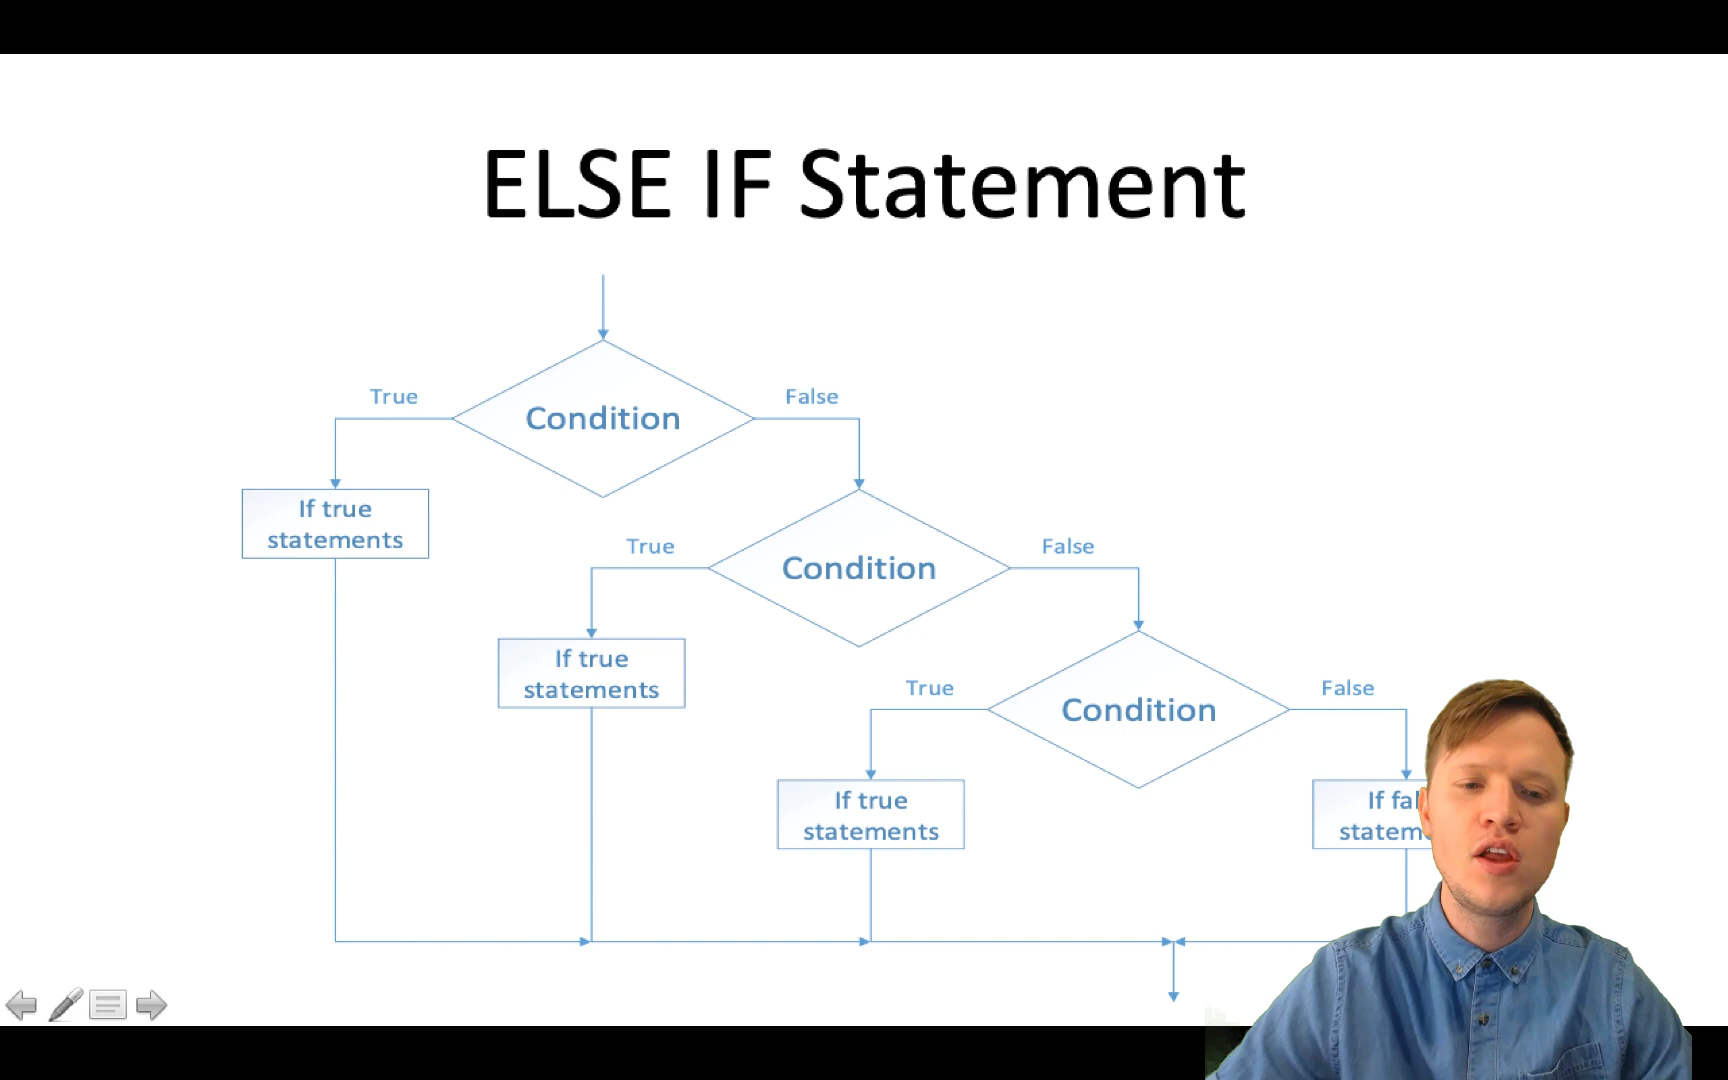 ELSE IF Statement
True
False
Condition
If true
statements
True
False
Condition
If true
statements
True
False
Condition
If true
statements
If